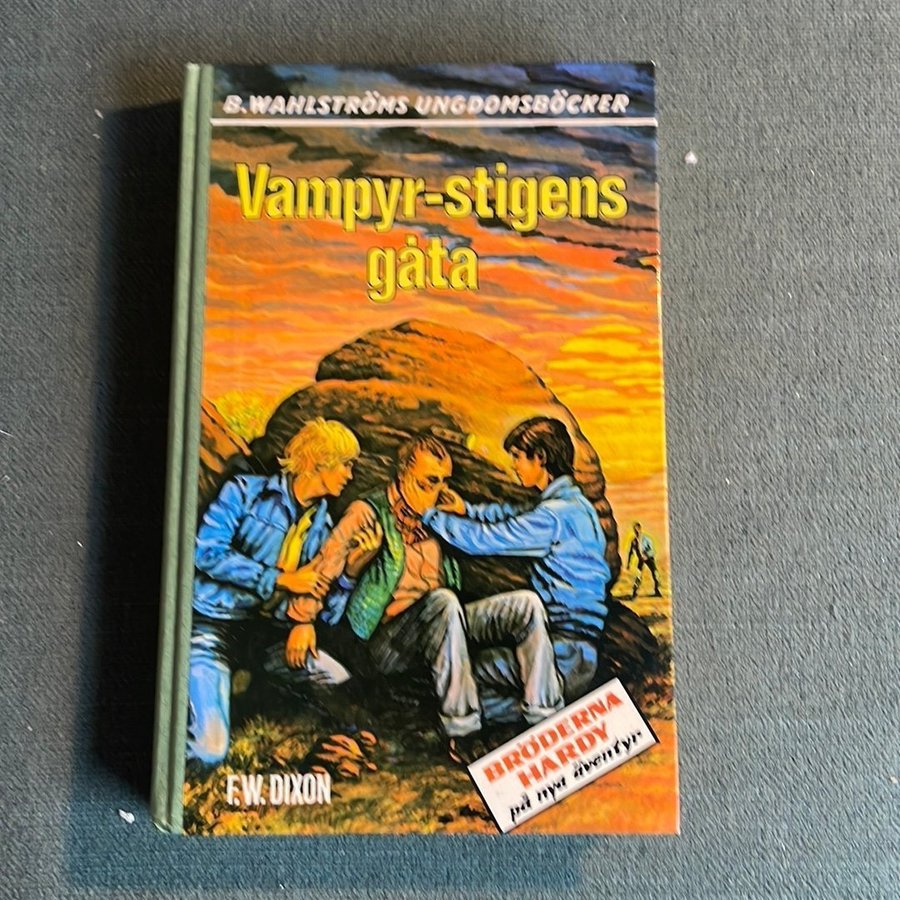 B. WAHLSTRÖMS UNGDOMSBÖCKER
Vampyr-stigens
gåta
BRÖDERNA
HARDY
på nya äventyr
F.W. DIXON